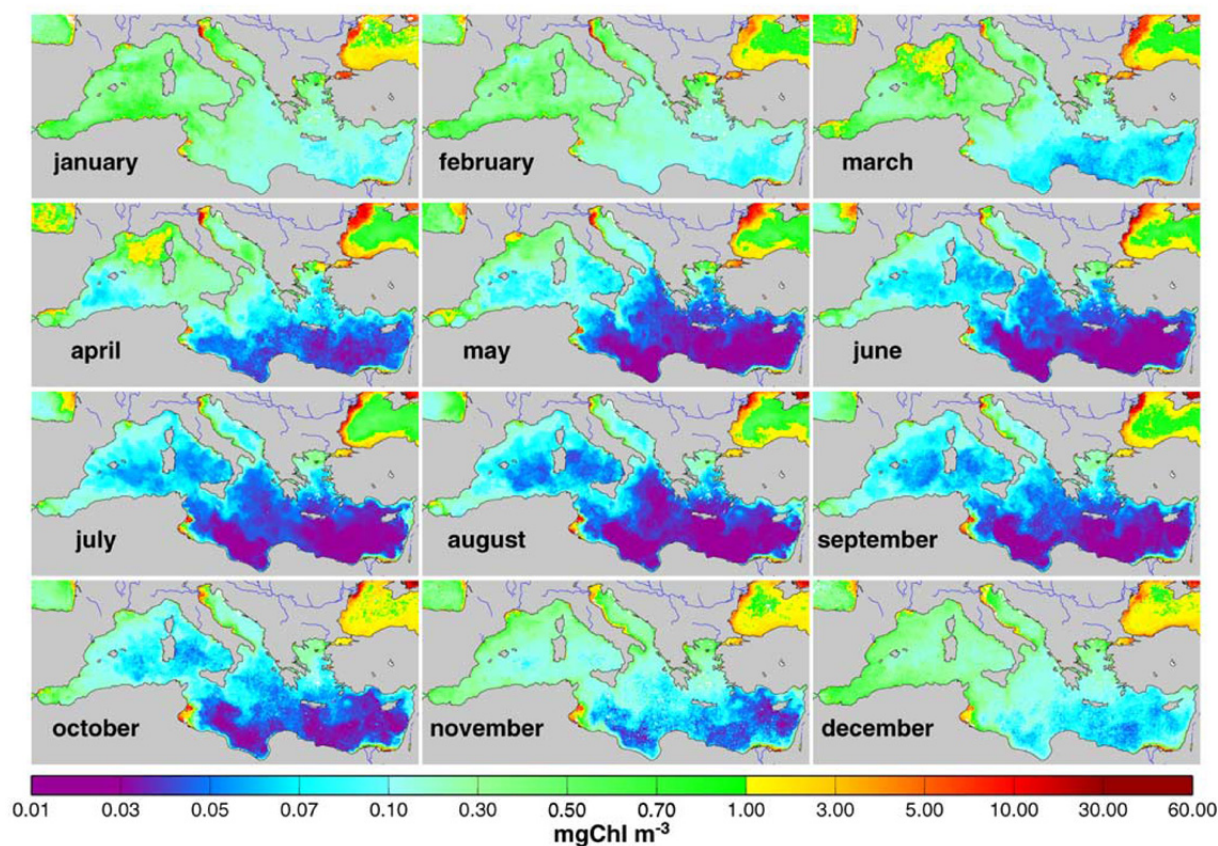 january
february
march
april
may
june
july
august
september
october
november
december
0.01 0.03 0.05 0.07 0.10 0.30 0.50 0.70 1.00 3.00 5.00 10.00 30.00 60.00
mgChl m-3